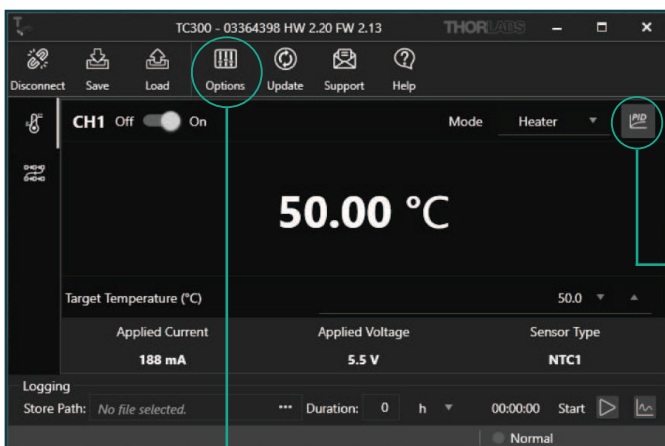 TC300 - 03364398 HW 2.20 FW 2.13 THORLABS
Disconnect Save Load Options Update Support Help
CH1 Off On Mode Heater PID
50.00 °C
Target Temperature (°C) 50.0
Applied Current Applied Voltage Sensor Type
188 mA 5.5 V NTC1
Logging
Store Path: No file selected. ... Duration: 0 h 00:00:00 Start
Normal